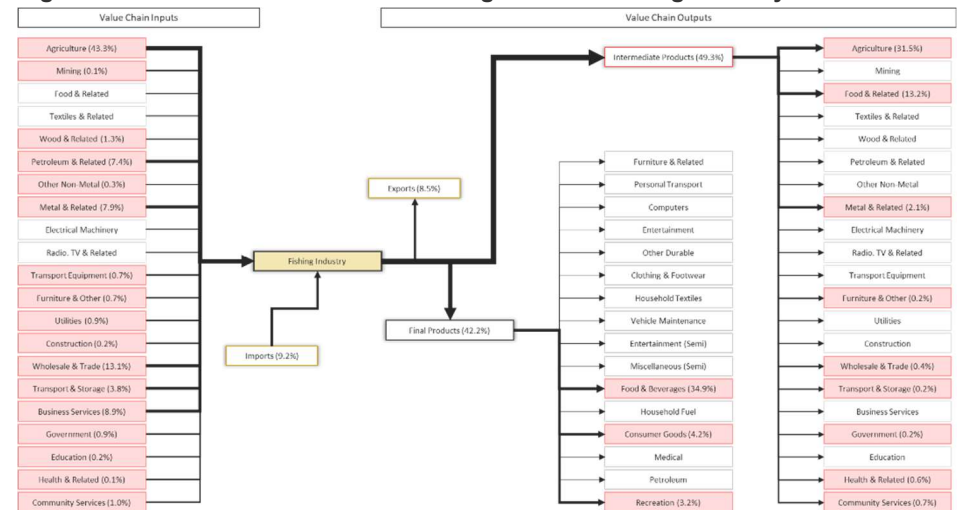 Value Chain Inputs
Value Chain Outputs
Agriculture (43.3%)
Mining (0.1%)
Food & Related
Textiles & Related
Wood & Related (1.3%)
Petroleum & Related (7.4%)
Other Non-Metal (0.3%)
Metal & Related (7.9%)
Electrical Machinery
Radio. TV & Related
Transport Equipment (0.7%)
Furniture & Other (0.7%)
Utilities (0.9%)
Construction (0.2%)
Wholesale & Trade (13.1%)
Transport & Storage (3.8%)
Business Services (8.9%)
Government (0.9%)
Education (0.2%)
Health & Related (0.1%)
Community Services (1.0%)
Fishing Industry
Imports (9.2%)
Exports (8.5%)
Final Products (42.2%)
Intermediate Products (49.3%)
Furniture & Related
Personal Transport
Computers
Entertainment
Other Durable
Clothing & Footwear
Household Textiles
Vehicle Maintenance
Entertainment (Semi)
Miscellaneous (Semi)
Food & Beverages (34.9%)
Household Fuel
Consumer Goods (4.2%)
Medical
Petroleum
Recreation (3.2%)
Agriculture (31.5%)
Mining
Food & Related (13.2%)
Textiles & Related
Wood & Related
Petroleum & Related
Other Non-Metal
Metal & Related (2.1%)
Electrical Machinery
Radio. TV & Related
Transport Equipment
Furniture & Other (0.2%)
Utilities
Construction
Wholesale & Trade (0.4%)
Transport & Storage (0.2%)
Business Services
Government (0.2%)
Education
Health & Related (0.6%)
Community Services (0.7%)